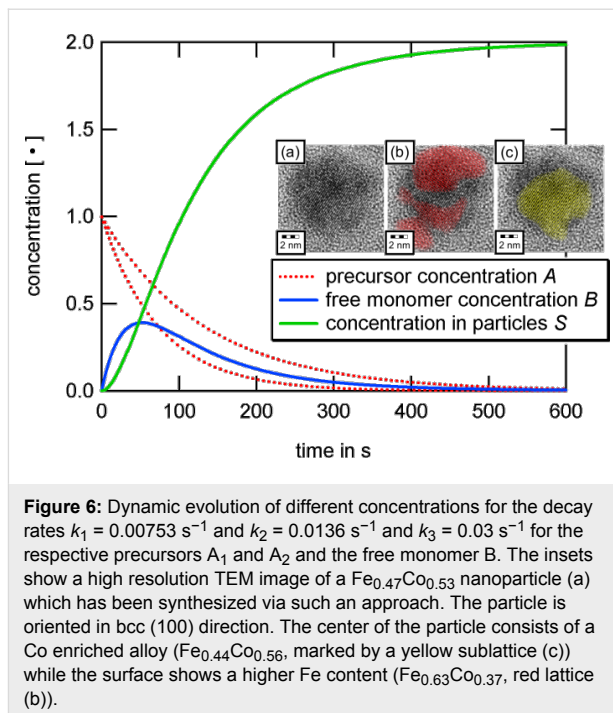 2.0
1.5
1.0
0.5
0.0
concentration [ • ]
(a)
(b)
(c)
2 nm
2 nm
2 nm
precursor concentration A
free monomer concentration B
concentration in particles S
0
100
200
300
400
500
600
time in s
Figure 6: Dynamic evolution of different concentrations for the decay
rates k₁ = 0.00753 s⁻¹ and k₂ = 0.0136 s⁻¹ and k₃ = 0.03 s⁻¹ for the
respective precursors A₁ and A₂ and the free monomer B. The insets
show a high resolution TEM image of a Fe₀.₄₇Co₀.₅₃ nanoparticle (a)
which has been synthesized via such an approach. The particle is
oriented in bcc (100) direction. The center of the particle consists of a
Co enriched alloy (Fe₀.₄₄Co₀.₅₆, marked by a yellow sublattice (c))
while the surface shows a higher Fe content (Fe₀.₆₃Co₀.₃₇, red lattice
(b)).